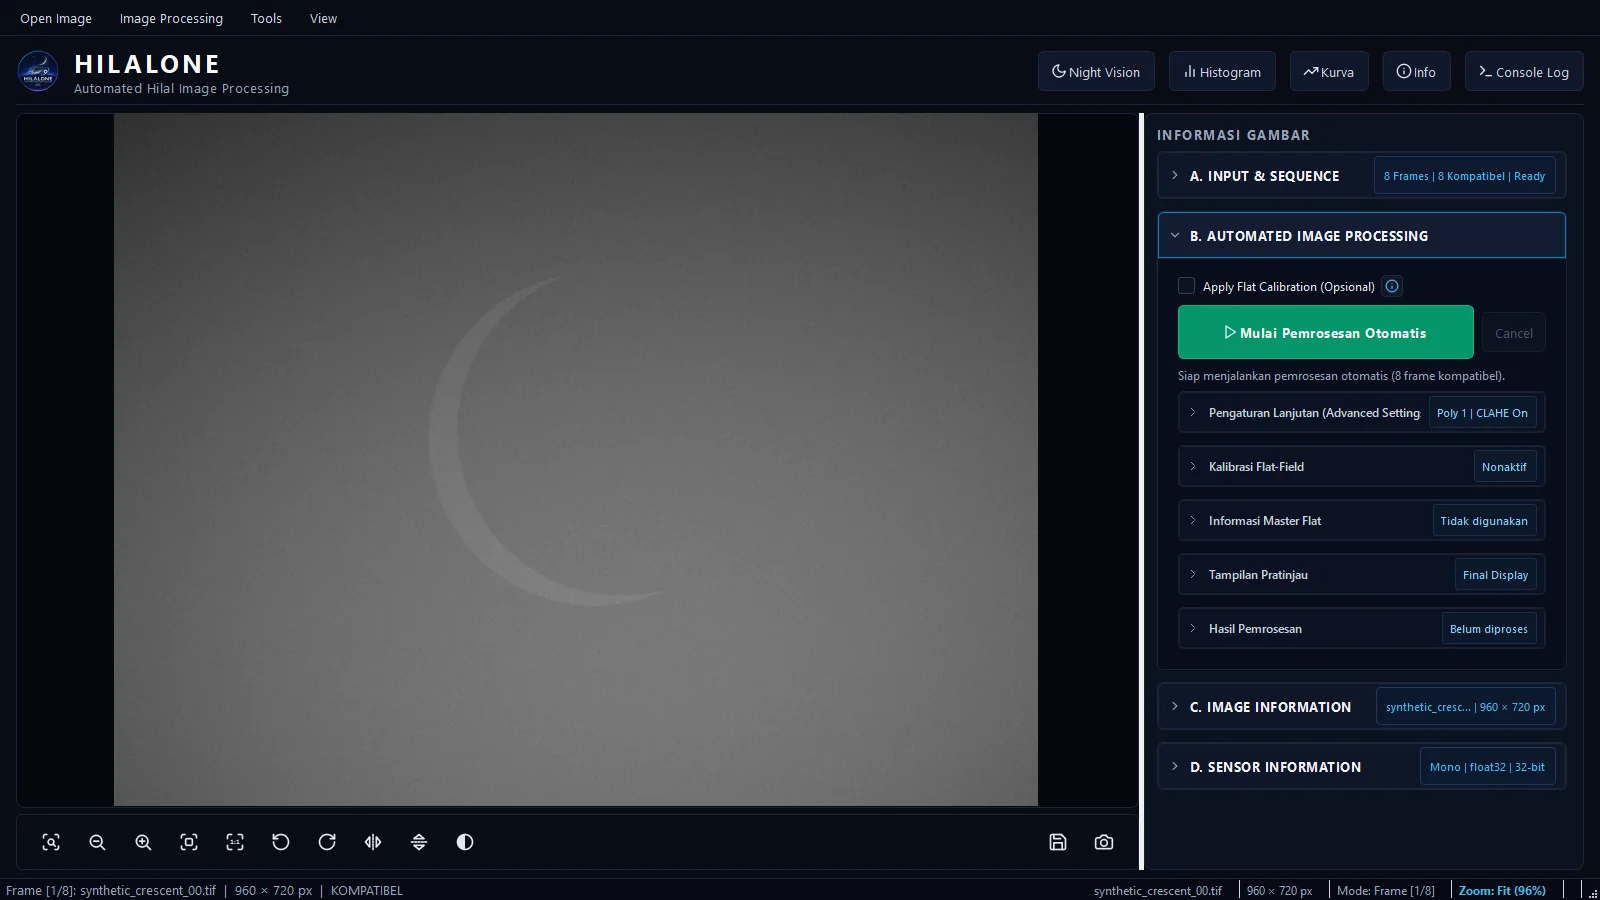 Open Image Image Processing Tools View
HILALONE
Automated Hilal Image Processing
Night Vision Histogram Kurva Info Console Log
INFORMASI GAMBAR
A. INPUT & SEQUENCE 8 Frames | 8 Kompatibel | Ready
B. AUTOMATED IMAGE PROCESSING
Apply Flat Calibration (Opsional)
Mulai Pemrosesan Otomatis Cancel
Siap menjalankan pemrosesan otomatis (8 frame kompatibel).
Pengaturan Lanjutan (Advanced Setting Poly 1 | CLAHE On
Kalibrasi Flat-Field Nonaktif
Informasi Master Flat Tidak digunakan
Tampilan Pratinjau Final Display
Hasil Pemrosesan Belum diproses
C. IMAGE INFORMATION synthetic_cresc... | 960 × 720 px
D. SENSOR INFORMATION Mono | float32 | 32-bit
1:1
Frame [1/8]: synthetic_crescent_00.tif | 960 × 720 px | KOMPATIBEL
synthetic_crescent_00.tif 960 × 720 px Mode: Frame [1/8] Zoom: Fit (96%)